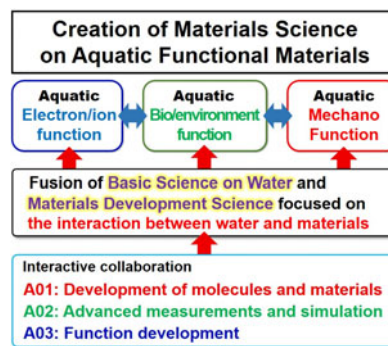 Creation of Materials Science
on Aquatic Functional Materials
Aquatic
Electron/ion
function
Aquatic
Bio/environment
function
Aquatic
Mechano
Function
Fusion of Basic Science on Water and
Materials Development Science focused on
the interaction between water and materials
Interactive collaboration
A01: Development of molecules and materials
A02: Advanced measurements and simulation
A03: Function development